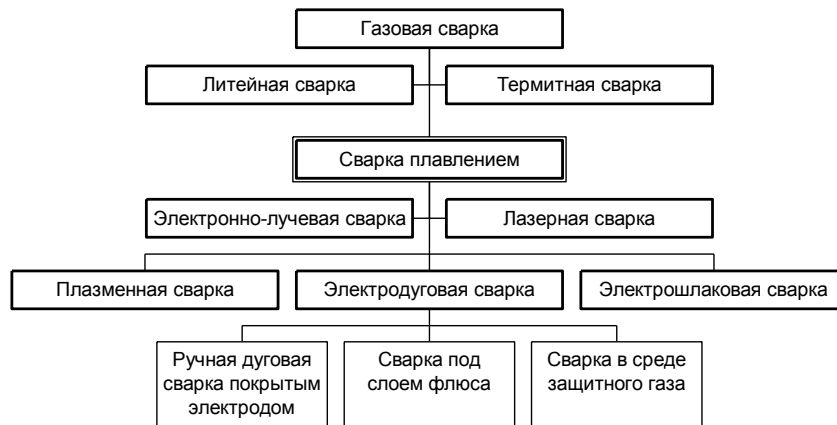 Газовая сварка
Литейная сварка
Термитная сварка
Сварка плавлением
Электронно-лучевая сварка
Лазерная сварка
Плазменная сварка
Электродуговая сварка
Электрошлаковая сварка
Ручная дуговая
сварка покрытым
электродом
Сварка под
слоем флюса
Сварка в среде
защитного газа